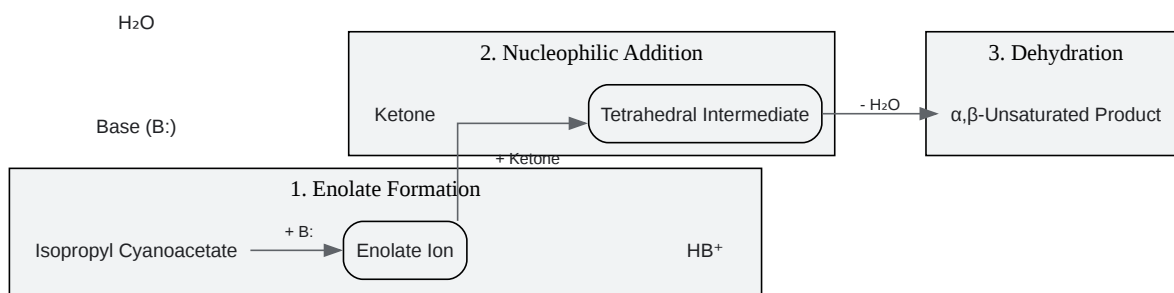 H₂O
2. Nucleophilic Addition
3. Dehydration
Ketone
Tetrahedral Intermediate
- H₂O
α,β-Unsaturated Product
Base (B:)
+ Ketone
1. Enolate Formation
Isopropyl Cyanoacetate
+ B:
Enolate Ion
HB⁺